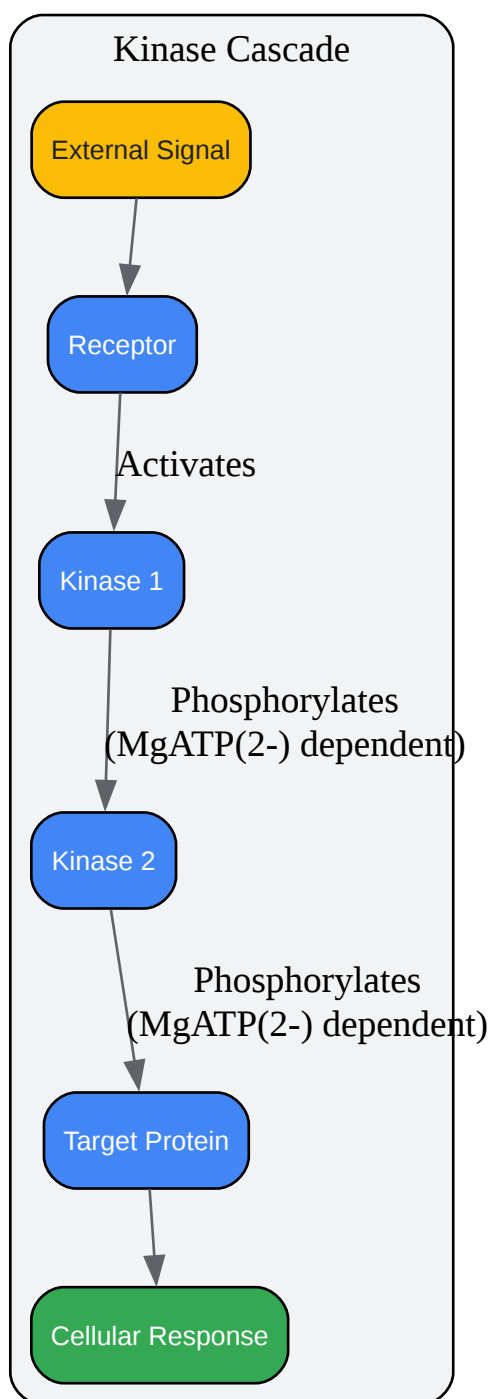 Kinase Cascade
External Signal
Receptor
Activates
Kinase 1
Phosphorylates
(MgATP(2-) dependent)
Kinase 2
Phosphorylates
(MgATP(2-) dependent)
Target Protein
Cellular Response